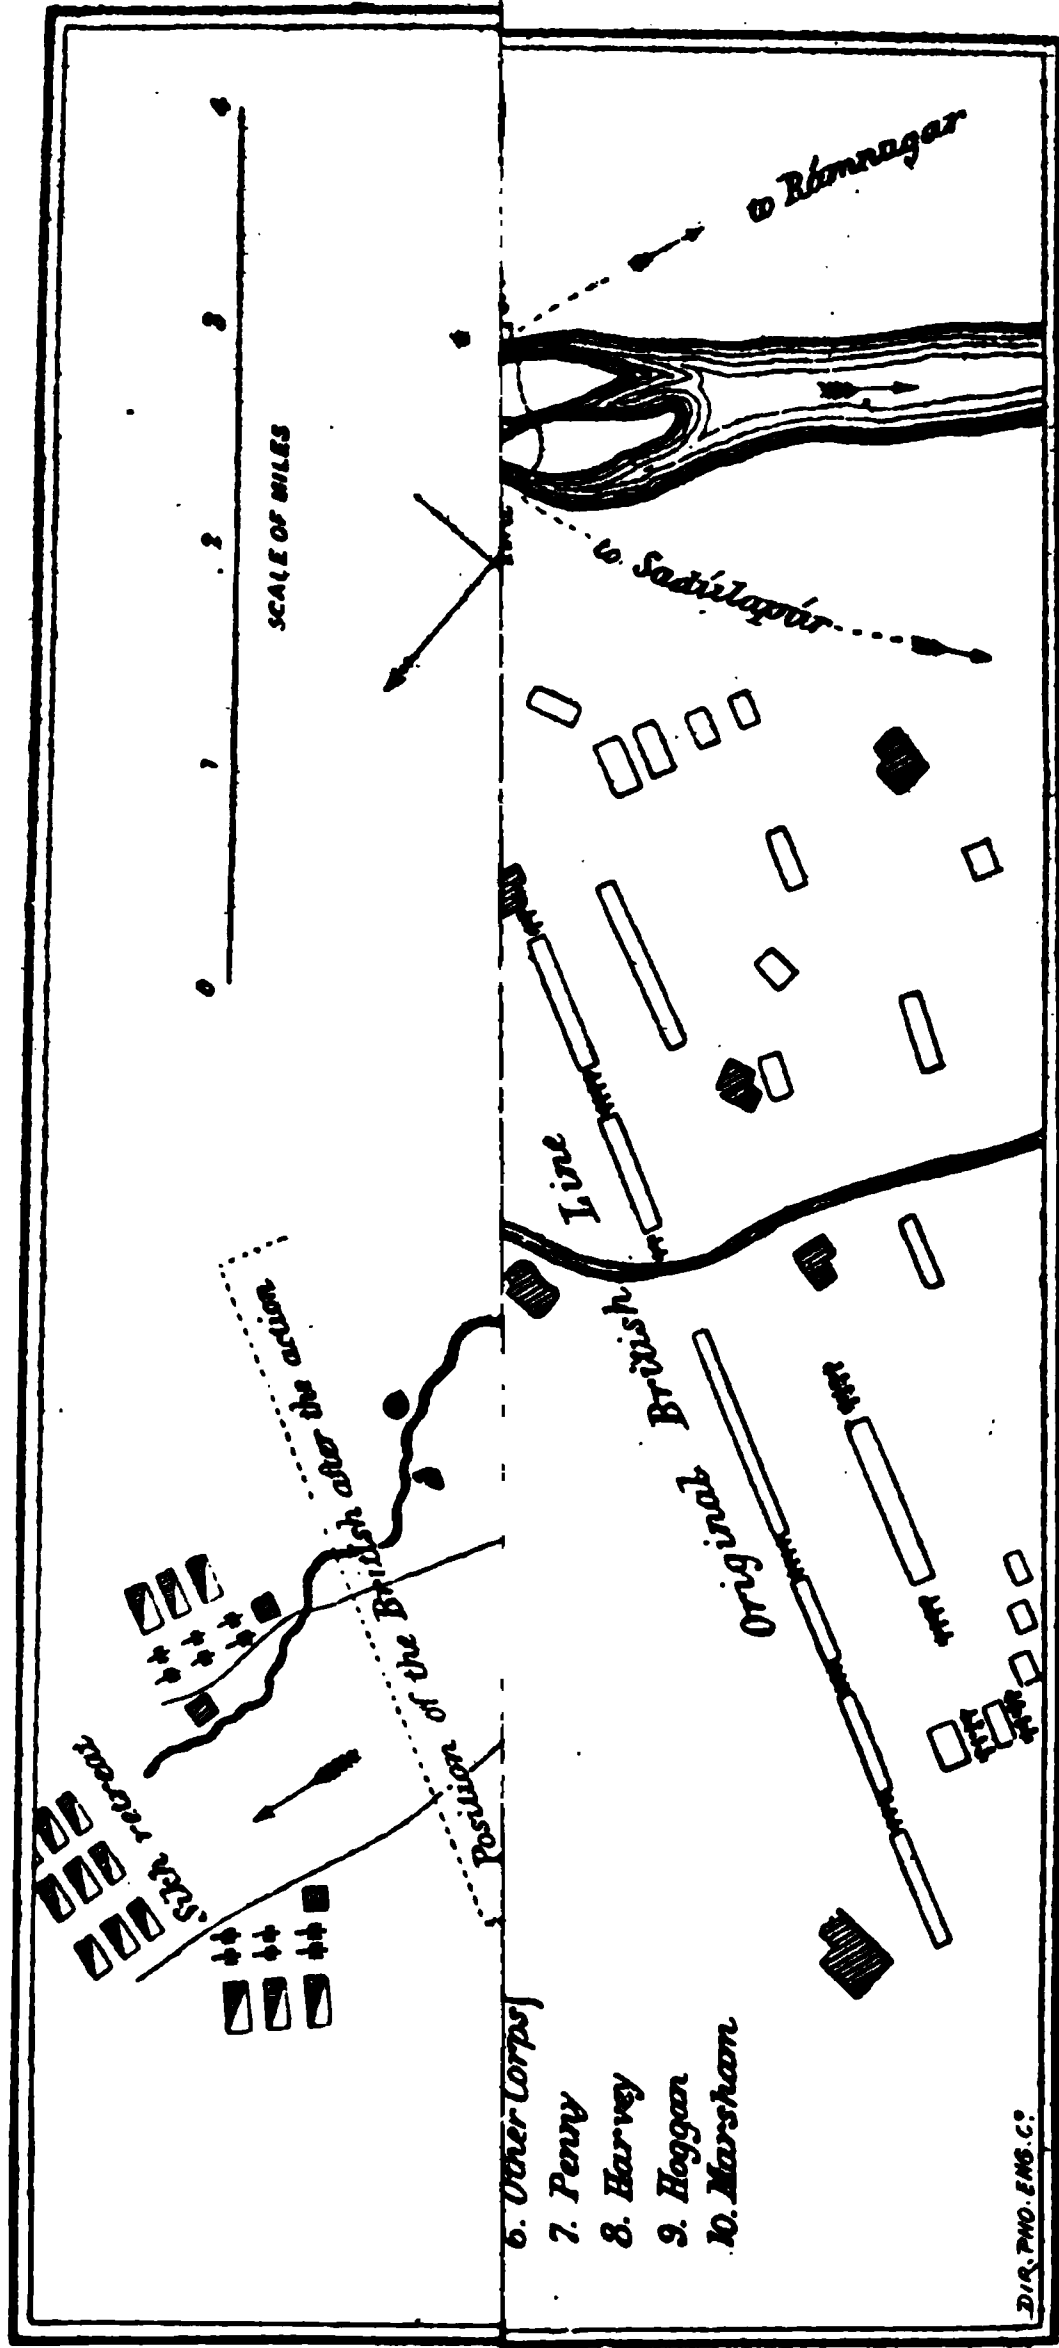 0 1 2 3 4
SCALE OF MILES
to Rámnagar
to Sadúlapúr
Original British Line
Position of the British after the action
Sikh retreat
6. Other Corps
7. Penny
8. Harvey
9. Hoggan
10. Marsham
DIR. PHO. ENG. Cº.